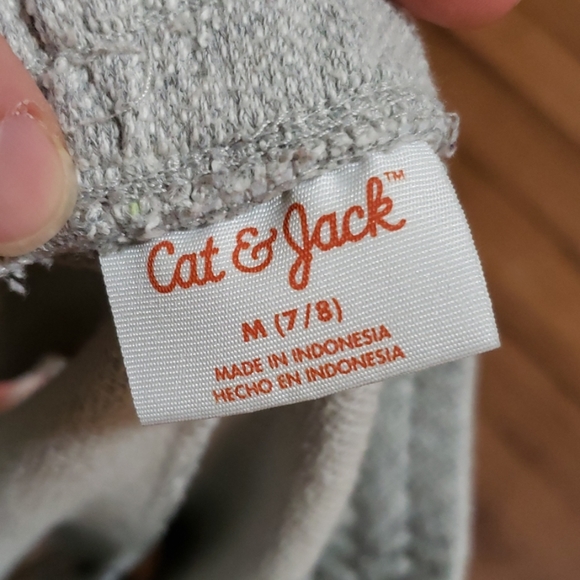 Cat & Jack™
M (7/8)
MADE IN INDONESIA
HECHO EN INDONESIA